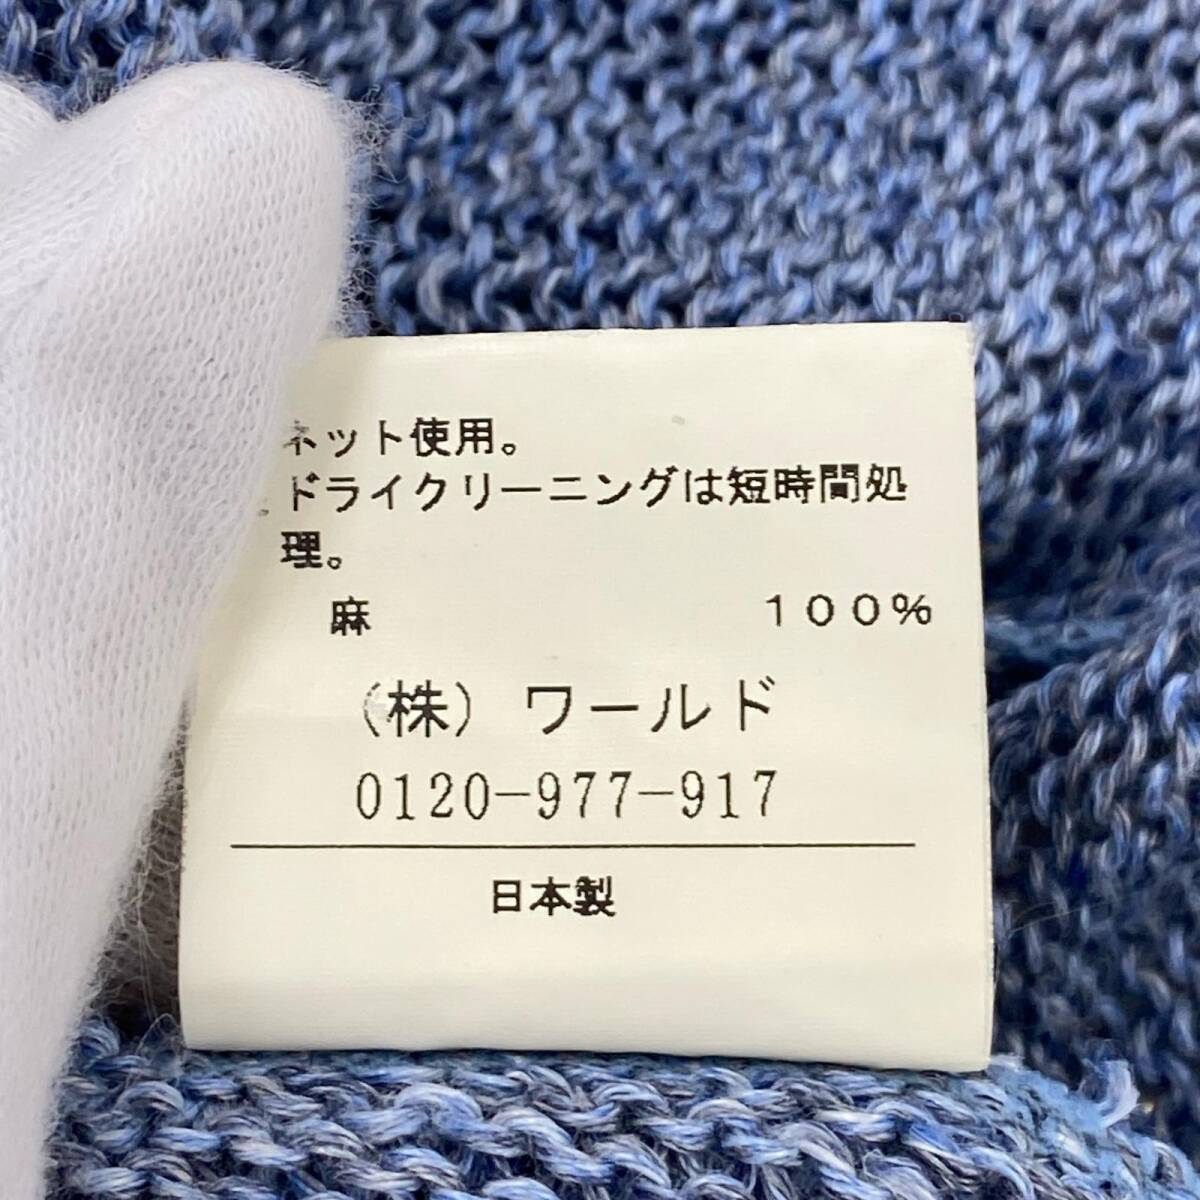 ネット使用。
ドライクリーニングは短時間処
理。
麻 １００％
（株）ワールド
0120-977-917
日本製